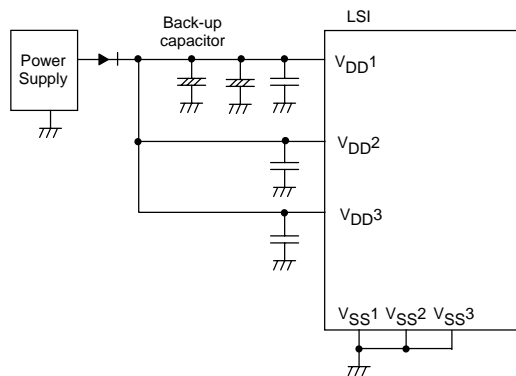 LSI
Back-up
capacitor
Power
Supply
VDD1
VDD2
VDD3
VSS1 VSS2 VSS3